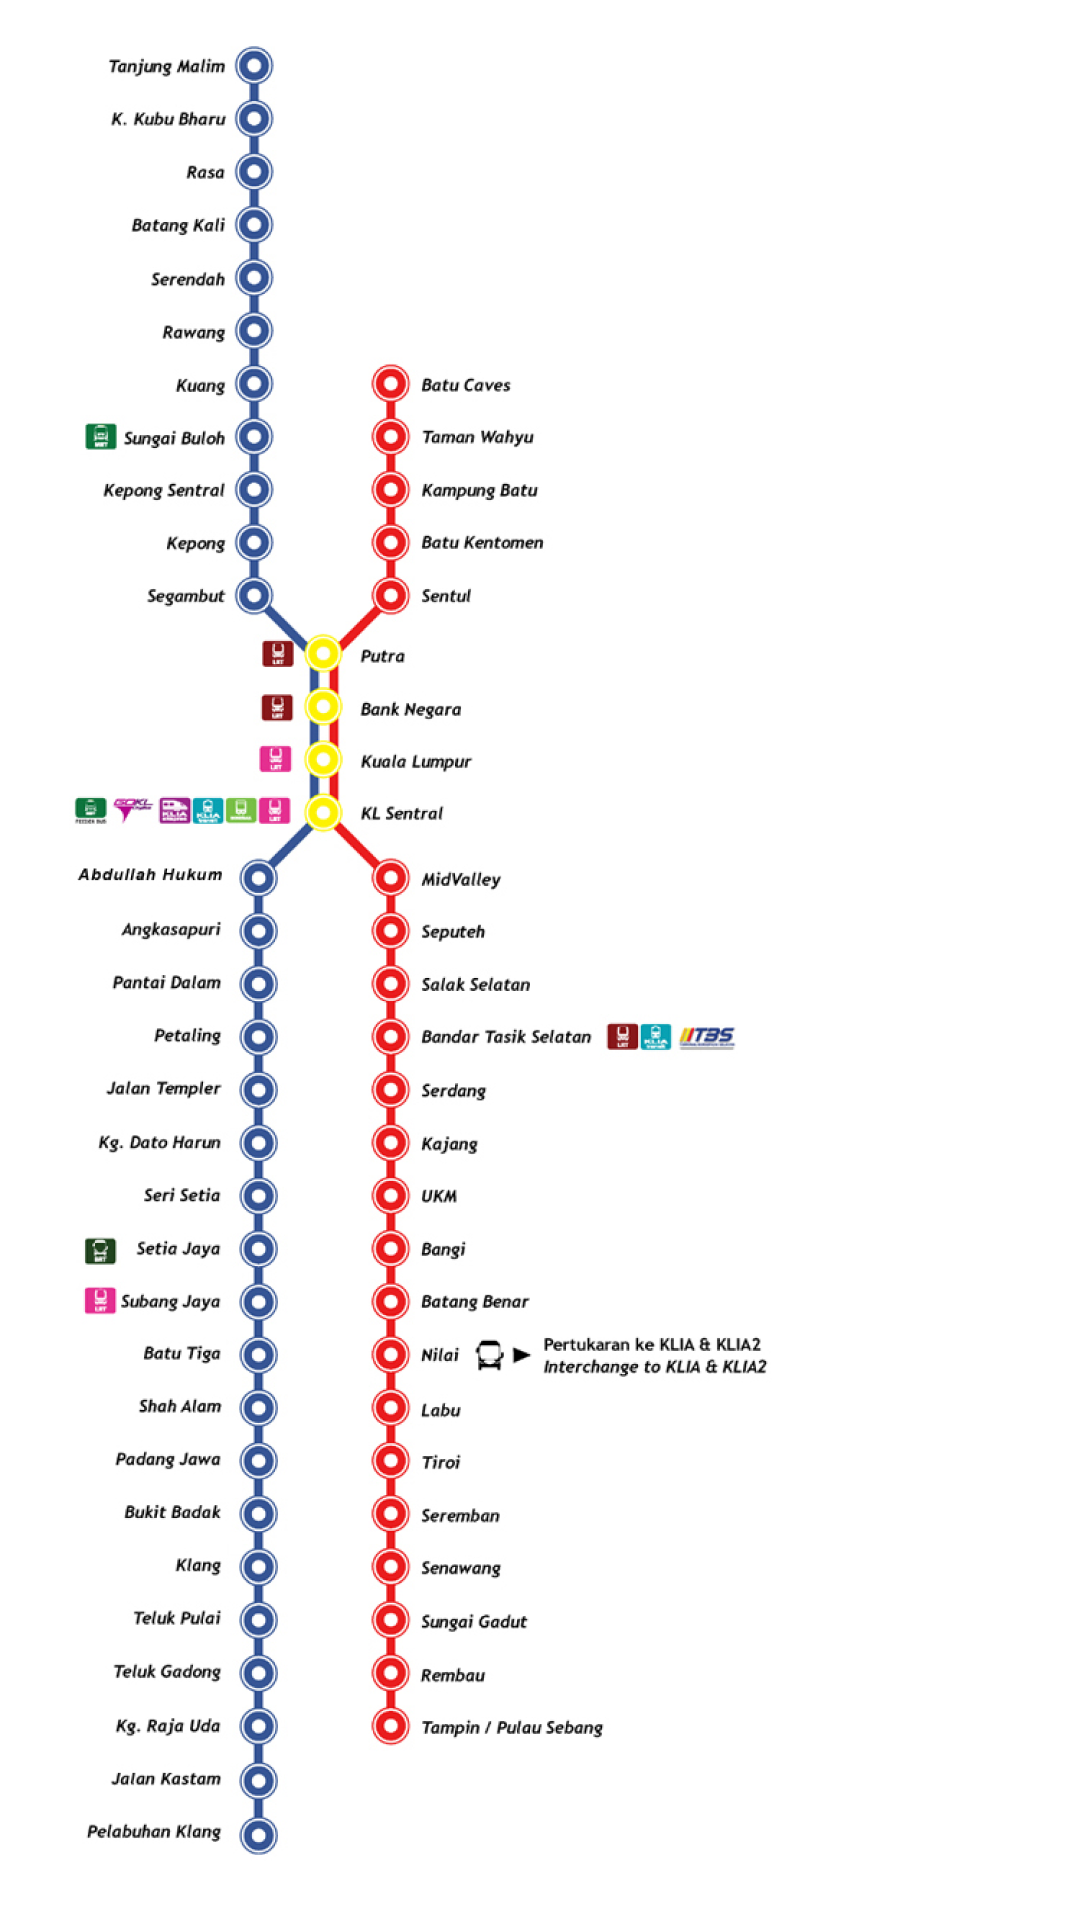 Tanjung Malim
K. Kubu Bharu
Rasa
Batang Kali
Serendah
Rawang
Kuang
Batu Caves
Sungai Buloh
Taman Wahyu
Kepong Sentral
Kampung Batu
Kepong
Batu Kentomen
Segambut
Sentul
LRT
Putra
LRT
Bank Negara
LRT
Kuala Lumpur
GOKL KLIA KLIA LRT
KL Sentral
Abdullah Hukum
MidValley
Angkasapuri
Seputeh
Pantai Dalam
Salak Selatan
Petaling
Bandar Tasik Selatan LRT KLIA TBS
Jalan Templer
Serdang
Kg. Dato Harun
Kajang
Seri Setia
UKM
Setia Jaya
Bangi
LRT Subang Jaya
Batang Benar
Batu Tiga
Nilai
Pertukaran ke KLIA & KLIA2
Interchange to KLIA & KLIA2
Shah Alam
Labu
Padang Jawa
Tiroi
Bukit Badak
Seremban
Klang
Senawang
Teluk Pulai
Sungai Gadut
Teluk Gadong
Rembau
Kg. Raja Uda
Tampin / Pulau Sebang
Jalan Kastam
Pelabuhan Klang